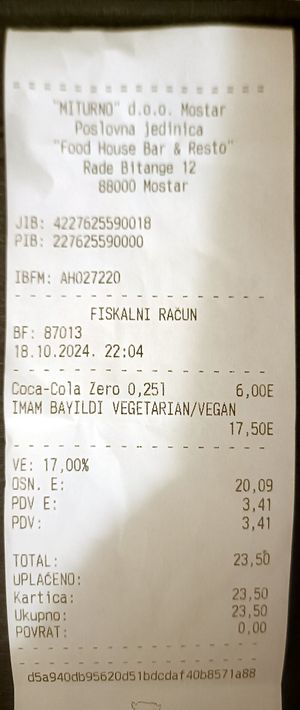 "MITURNO" d.o.o. Mostar
Poslovna jedinica
"Food House Bar & Resto"
Rade Bitange 12
88000 Mostar
JIB: 4227625590018
PIB: 227625590000
IBFM: AH027220
FISKALNI RAČUN
BF: 87013
18.10.2024. 22:04
Coca-Cola Zero 0,25l 6,00E
IMAM BAYILDI VEGETARIAN/VEGAN
17,50E
VE: 17,00%
OSN. E: 20,09
PDV E: 3,41
PDV: 3,41
TOTAL: 23,50
UPLAĆENO:
Kartica: 23,50
Ukupno: 23,50
POVRAT: 0,00
d5a940db95620d51bdcdaf40b8571a88